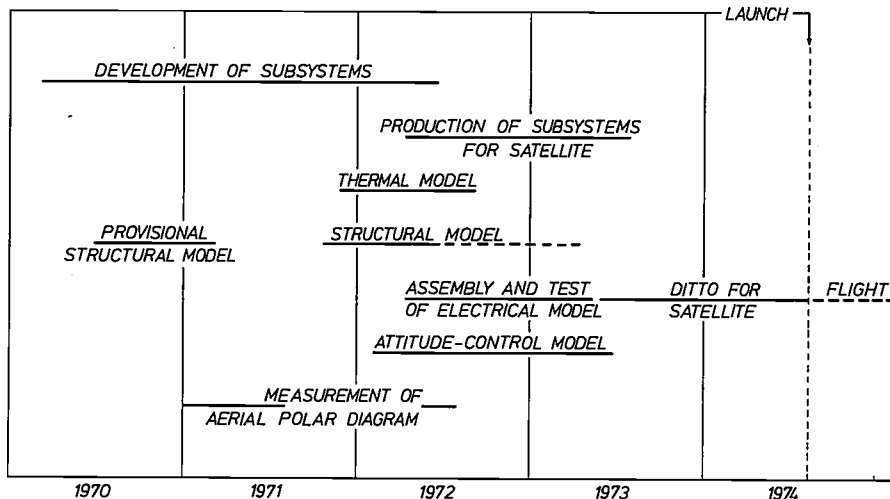 LAUNCH
DEVELOPMENT OF SUBSYSTEMS
PRODUCTION OF SUBSYSTEMS
FOR SATELLITE
THERMAL MODEL
PROVISIONAL
STRUCTURAL MODEL
STRUCTURAL MODEL
ASSEMBLY AND TEST
OF ELECTRICAL MODEL
DITTO FOR
SATELLITE
FLIGHT
ATTITUDE-CONTROL MODEL
MEASUREMENT OF
AERIAL POLAR DIAGRAM
1970 1971 1972 1973 1974